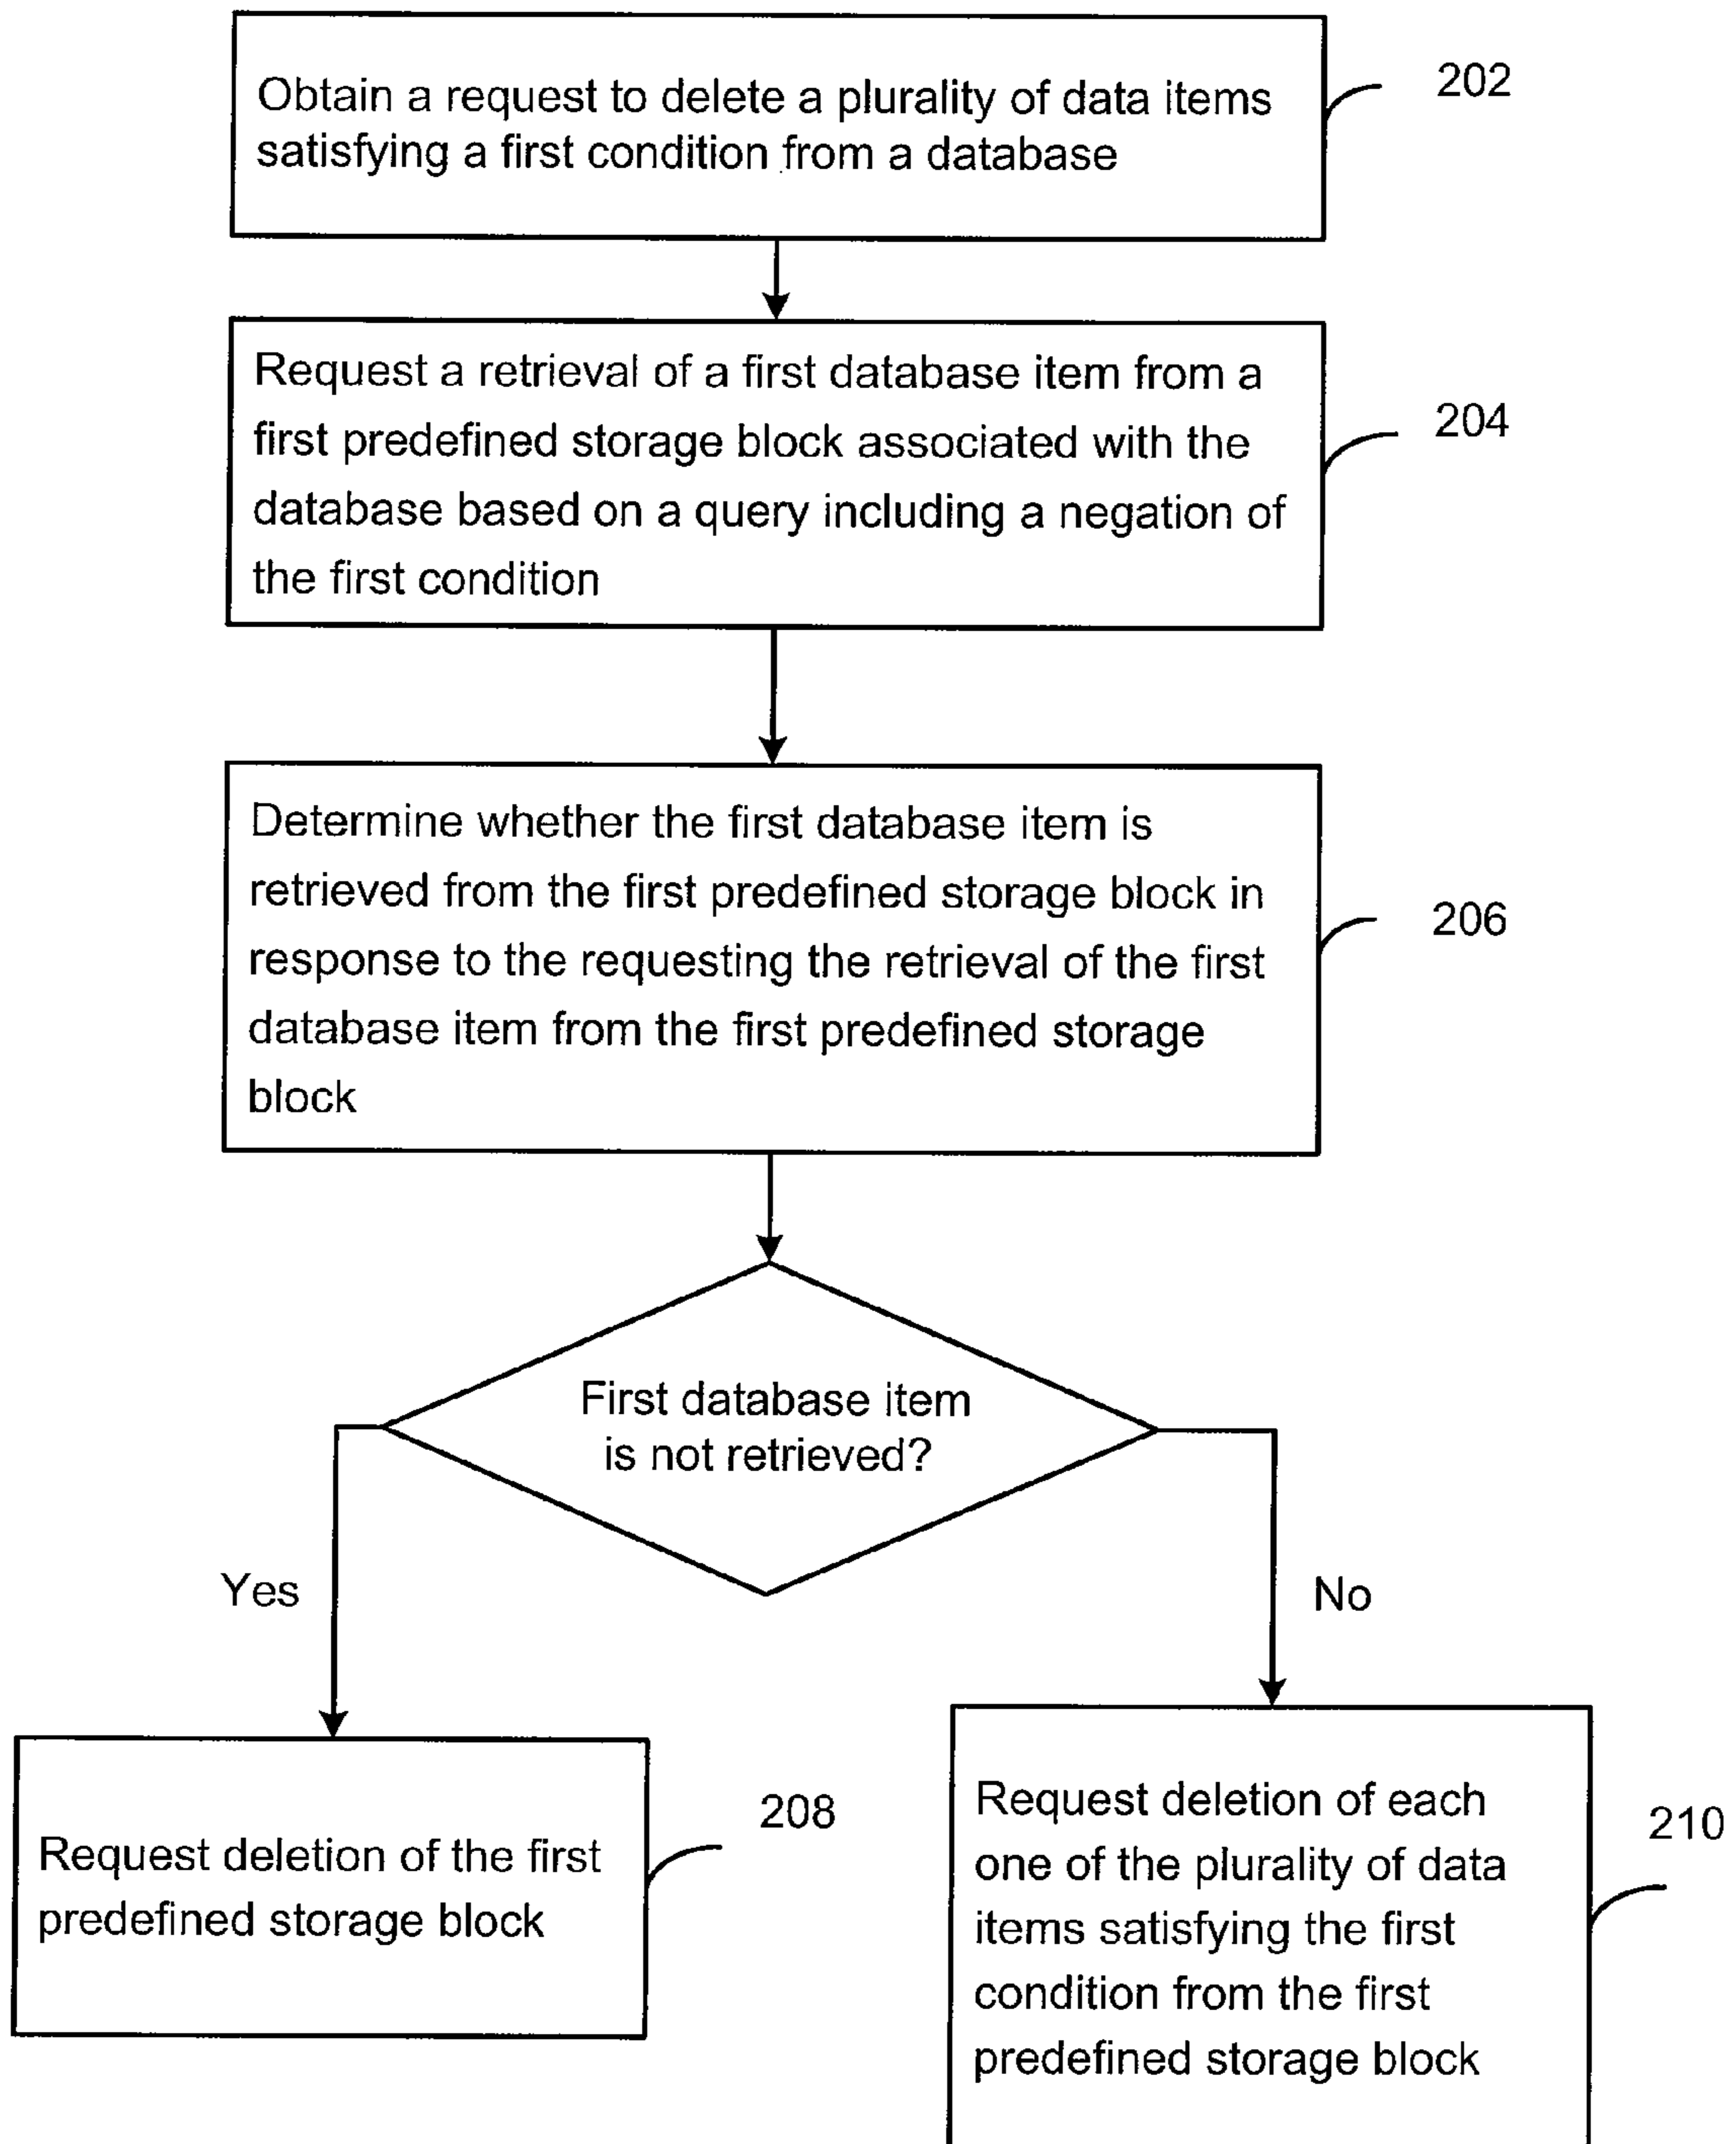 Obtain a request to delete a plurality of data items
satisfying a first condition from a database
202
Request a retrieval of a first database item from a
first predefined storage block associated with the
database based on a query including a negation of
the first condition
204
Determine whether the first database item is
retrieved from the first predefined storage block in
response to the requesting the retrieval of the first
database item from the first predefined storage
block
206
First database item
is not retrieved?
Yes
No
Request deletion of the first
predefined storage block
208
Request deletion of each
one of the plurality of data
items satisfying the first
condition from the first
predefined storage block
210